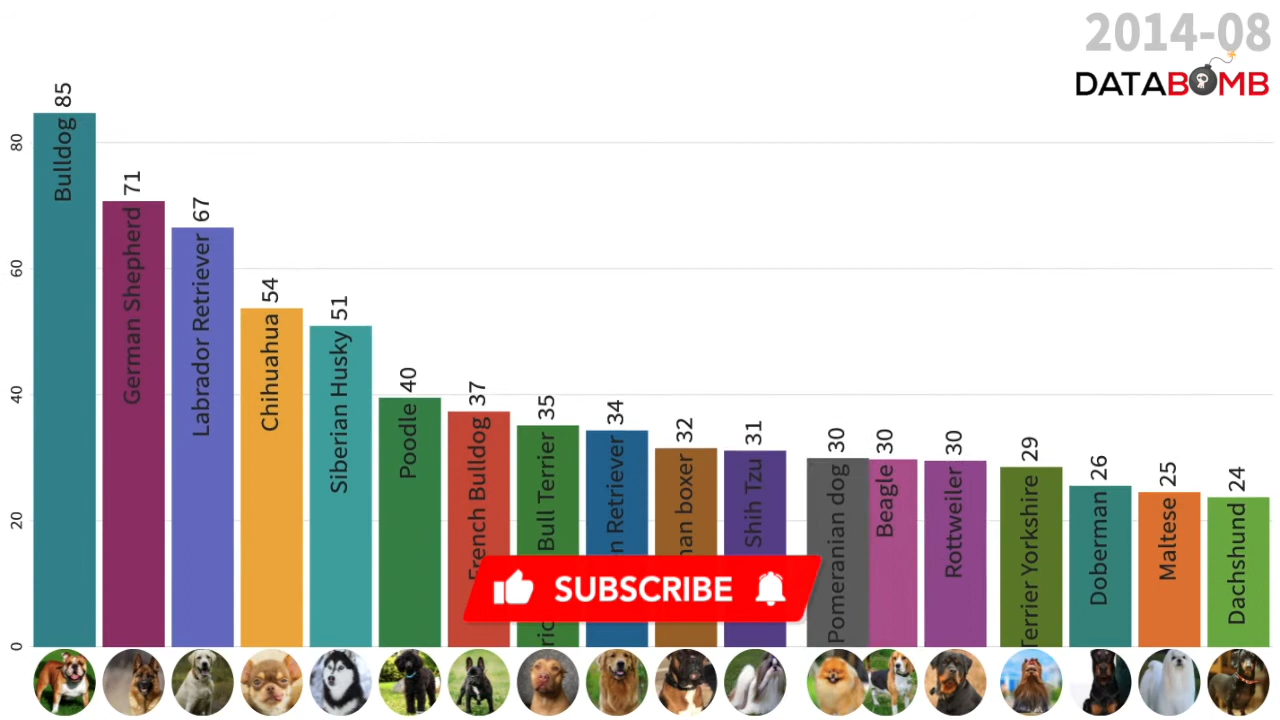 2014-08
DATABOMB
80
60
40
20
0
Bulldog 85
German Shepherd 71
Labrador Retriever 67
Chihuahua 54
Siberian Husky 51
Poodle 40
French Bulldog 37
Bull Terrier 35
Retriever 34
boxer 32
Shih Tzu 31
Pomeranian dog 30
Beagle 30
Rottweiler 30
Terrier Yorkshire 29
Doberman 26
Maltese 25
Dachshund 24
SUBSCRIBE